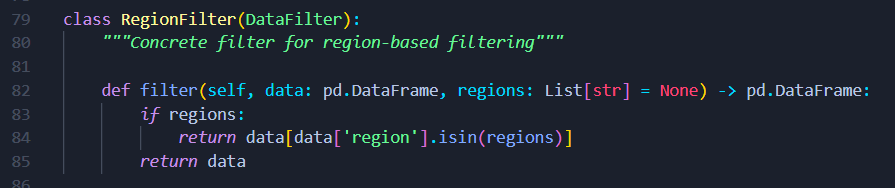 79 class RegionFilter(DataFilter):
80     """Concrete filter for region-based filtering"""
81
82     def filter(self, data: pd.DataFrame, regions: List[str] = None) -> pd.DataFrame:
83         if regions:
84             return data[data['region'].isin(regions)]
85         return data
86